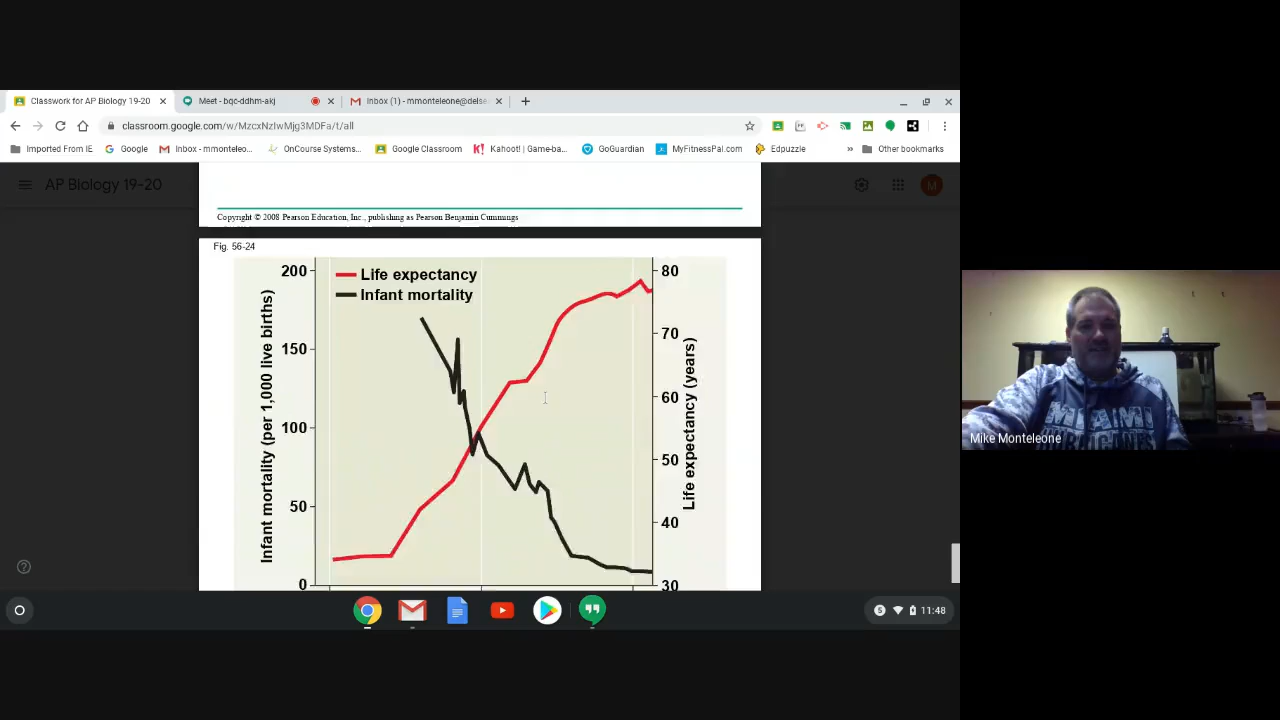 Classwork for AP Biology 19-20
Meet - bqc-ddhm-akj
Inbox (1) - mmonteleone@delse
classroom.google.com/w/MzcxNzIwMjg3MDFa/t/all
Imported From IE
Google
Inbox - mmonteleo...
OnCourse Systems...
Google Classroom
Kahoot! | Game-ba...
GoGuardian
MyFitnessPal.com
Edpuzzle
»
Other bookmarks
AP Biology 19-20
M
Copyright © 2008 Pearson Education, Inc., publishing as Pearson Benjamin Cummings
Fig. 56-24
Life expectancy
Infant mortality
Infant mortality (per 1,000 live births)
200
150
100
50
0
80
70
60
50
40
30
Life expectancy (years)
MIAMI
HURRICANES
Mike Monteleone
11:48